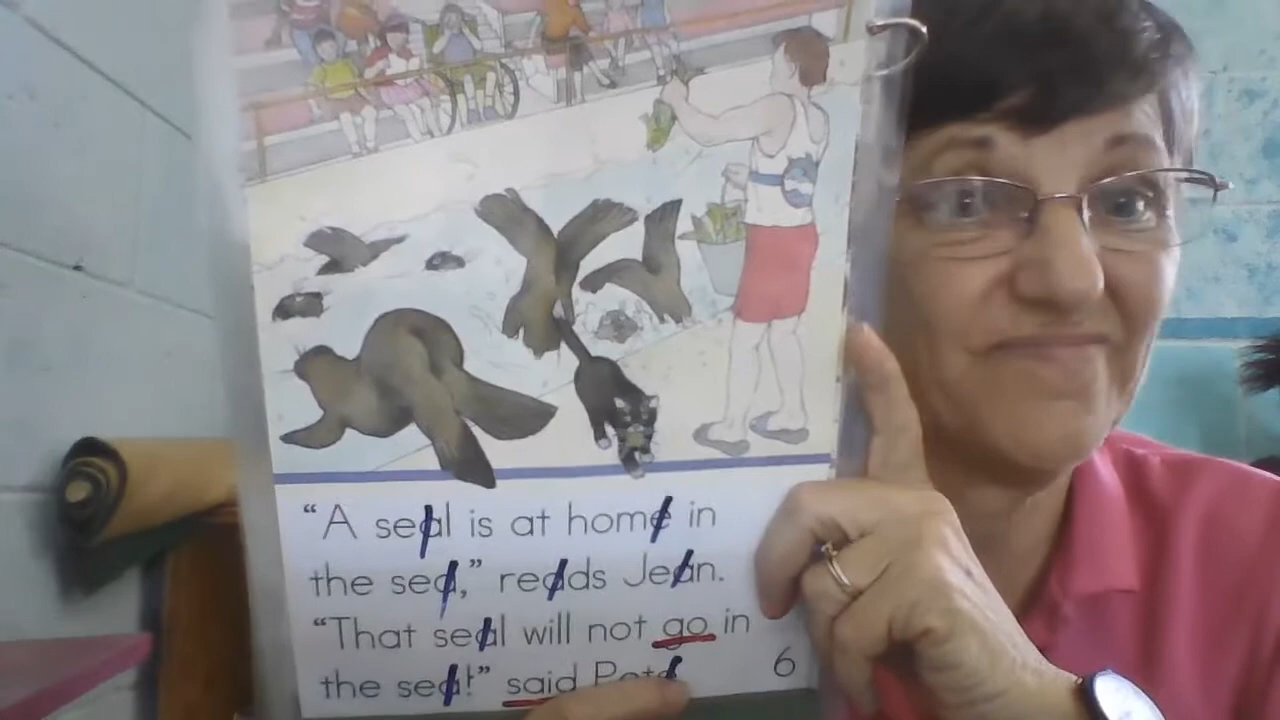 "A seal is at home in
the sea," reads Jean.
"That seal will not go in
the sea!" said Pete
6